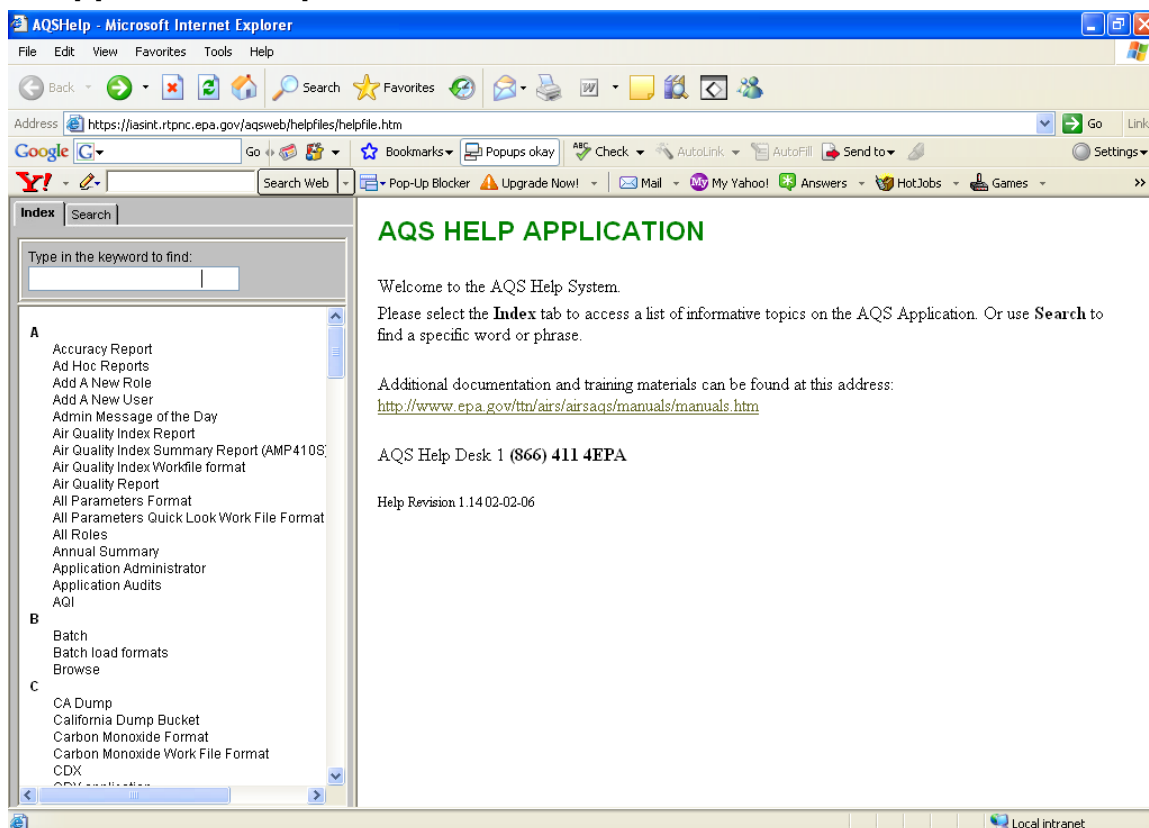 AQSHelp - Microsoft Internet Explorer
File Edit View Favorites Tools Help
Back Search Favorites
Address https://iasint.rtpnc.epa.gov/aqsweb/helpfiles/helpfile.htm Go Link
Google G Go Bookmarks Popups okay ABC Check AutoLink AutoFill Send to Settings
Y! Search Web Pop-Up Blocker Upgrade Now! Mail My My Yahoo! Answers HotJobs Games »
Index Search
Type in the keyword to find:
A
Accuracy Report
Ad Hoc Reports
Add A New Role
Add A New User
Admin Message of the Day
Air Quality Index Report
Air Quality Index Summary Report (AMP410S)
Air Quality Index Workfile format
Air Quality Report
All Parameters Format
All Parameters Quick Look Work File Format
All Roles
Annual Summary
Application Administrator
Application Audits
AQI
B
Batch
Batch load formats
Browse
C
CA Dump
California Dump Bucket
Carbon Monoxide Format
Carbon Monoxide Work File Format
CDX
AQS HELP APPLICATION
Welcome to the AQS Help System.
Please select the Index tab to access a list of informative topics on the AQS Application. Or use Search to
find a specific word or phrase.
Additional documentation and training materials can be found at this address:
http://www.epa.gov/ttn/airs/airsaqs/manuals/manuals.htm
AQS Help Desk 1 (866) 411 4EPA
Help Revision 1.14 02-02-06
Local intranet